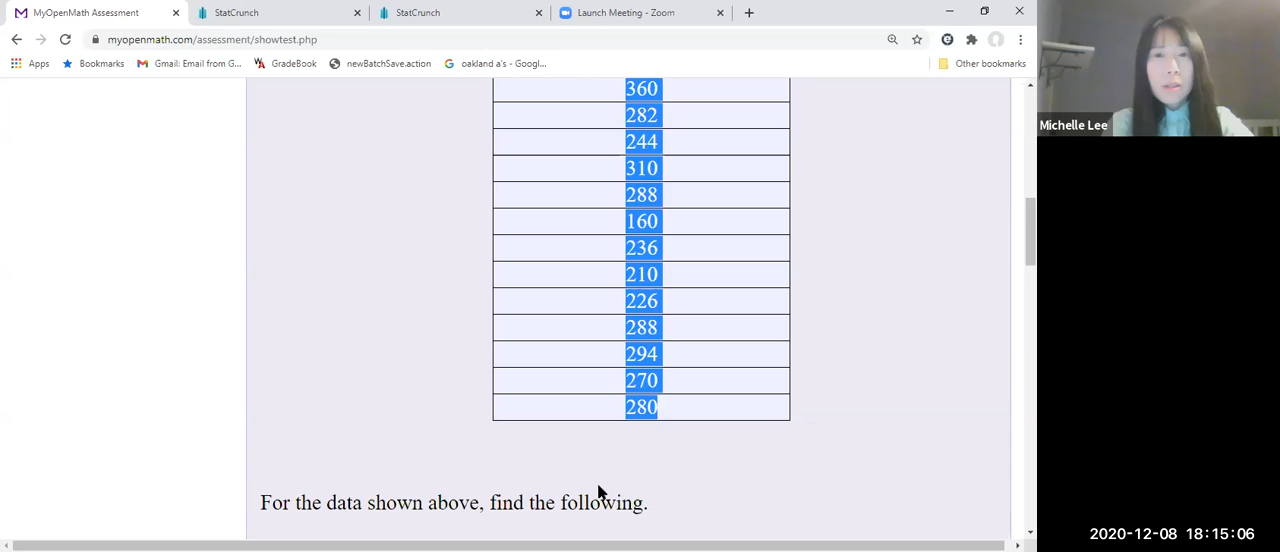 MyOpenMath Assessment
StatCrunch
StatCrunch
Launch Meeting - Zoom
myopenmath.com/assessment/showtest.php
Apps
Bookmarks
Gmail: Email from G...
GradeBook
newBatchSave.action
oakland a's - Googl...
Other bookmarks
360
282
244
310
288
160
236
210
226
288
294
270
280
For the data shown above, find the following.
Michelle Lee
2020-12-08 18:15:06